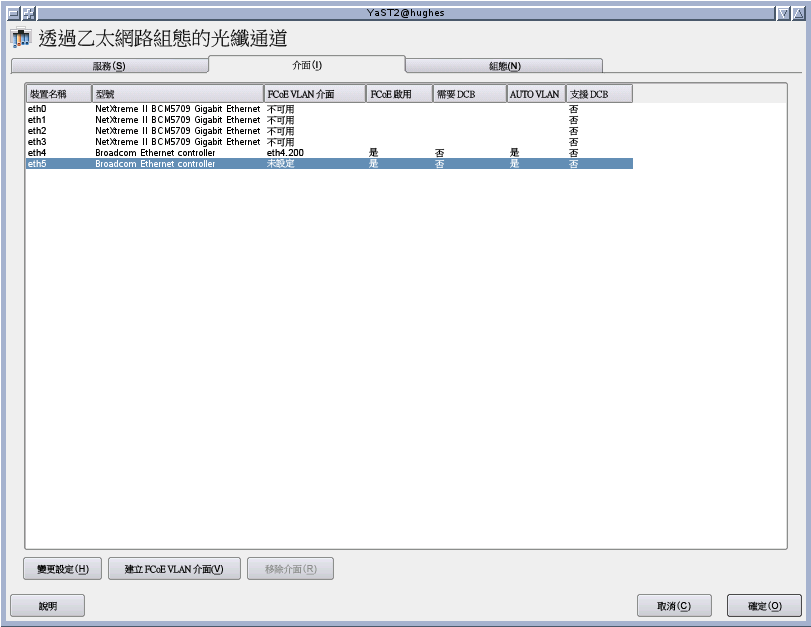 YaST2@hughes
透過乙太網路組態的光纖通道
服務(S) 介面(I) 組態(N)
裝置名稱 型號 FCoE VLAN 介面 FCoE 啟用 需要 DCB AUTO VLAN 支援 DCB
eth0 NetXtreme II BCM5709 Gigabit Ethernet 不可用 否
eth1 NetXtreme II BCM5709 Gigabit Ethernet 不可用 否
eth2 NetXtreme II BCM5709 Gigabit Ethernet 不可用 否
eth3 NetXtreme II BCM5709 Gigabit Ethernet 不可用 否
eth4 Broadcom Ethernet controller eth4.200 是 否 是 否
eth5 Broadcom Ethernet controller 未設定 是 否 是 否
變更設定(H) 建立 FCoE VLAN 介面(V) 移除介面(R)
說明 取消(C) 確定(O)